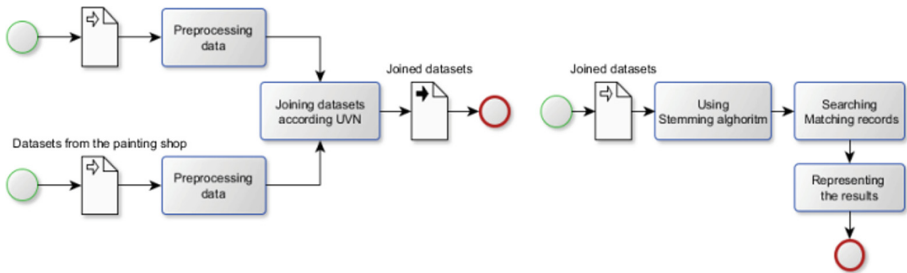 Preprocessing
data
Joining datasets
according UVN
Joined datasets
Datasets from the painting shop
Preprocessing
data
Joined datasets
Using
Stemming alghoritm
Searching
Matching records
Representing
the results